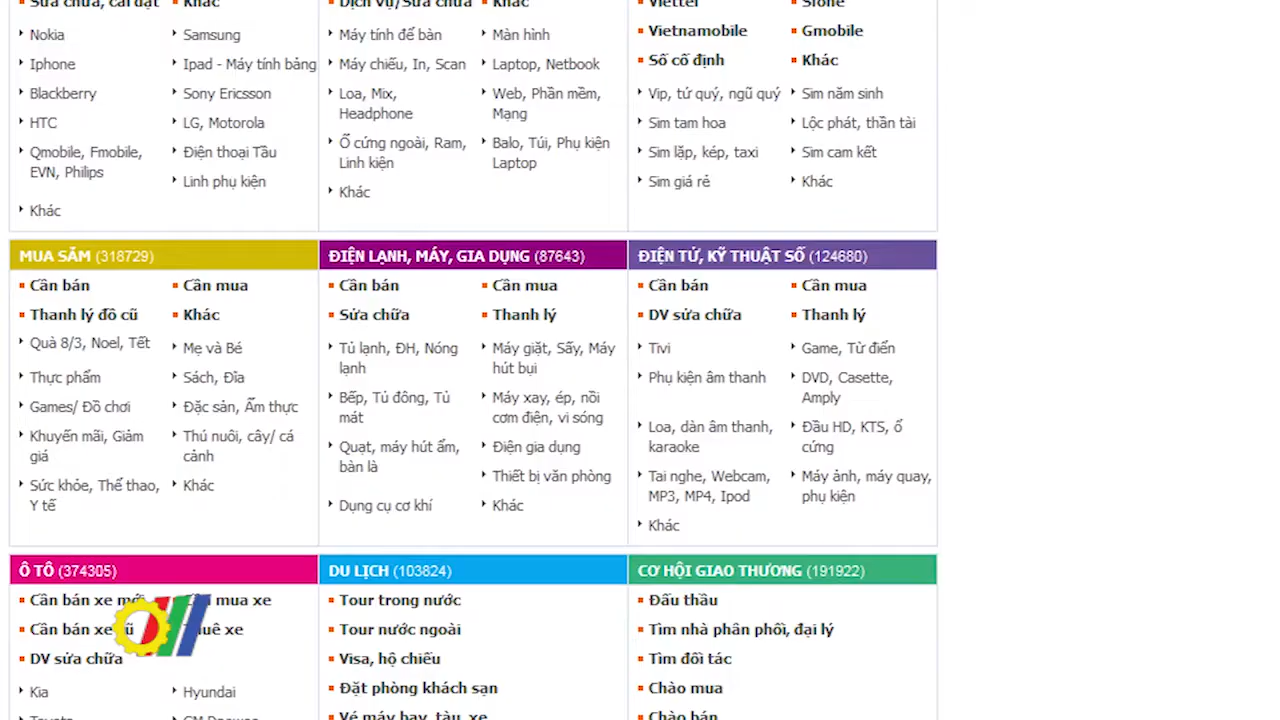 Sửa chữa, cài đặt
Khác
Nokia
Samsung
Iphone
Ipad - Máy tính bảng
Blackberry
Sony Ericsson
HTC
LG, Motorola
Qmobile, Fmobile,
EVN, Philips
Điện thoại Tầu
Linh phụ kiện
Khác
Dịch vụ/Sửa chữa
Khác
Máy tính để bàn
Màn hình
Máy chiếu, In, Scan
Laptop, Netbook
Loa, Mix,
Headphone
Web, Phần mềm,
Mạng
Ổ cứng ngoài, Ram,
Linh kiện
Balo, Túi, Phụ kiện
Laptop
Khác
Viettel
Sfone
Vietnamobile
Gmobile
Số cố định
Khác
Vip, tứ quý, ngũ quý
Sim năm sinh
Sim tam hoa
Lộc phát, thần tài
Sim lặp, kép, taxi
Sim cam kết
Sim giá rẻ
Khác
MUA SẮM (318729)
Cần bán
Cần mua
Thanh lý đồ cũ
Khác
Quà 8/3, Noel, Tết
Mẹ và Bé
Thực phẩm
Sách, Đĩa
Games/ Đồ chơi
Đặc sản, Ẩm thực
Khuyến mãi, Giảm
giá
Thú nuôi, cây/ cá
cảnh
Sức khỏe, Thể thao,
Y tế
Khác
ĐIỆN LẠNH, MÁY, GIA DỤNG (87643)
Cần bán
Cần mua
Sửa chữa
Thanh lý
Tủ lạnh, ĐH, Nóng
lạnh
Máy giặt, Sấy, Máy
hút bụi
Bếp, Tủ đông, Tủ
mát
Máy xay, ép, nồi
cơm điện, vi sóng
Quạt, máy hút ẩm,
bàn là
Điện gia dụng
Thiết bị văn phòng
Dụng cụ cơ khí
Khác
ĐIỆN TỬ, KỸ THUẬT SỐ (124680)
Cần bán
Cần mua
DV sửa chữa
Thanh lý
Tivi
Game, Từ điển
Phụ kiện âm thanh
DVD, Casette,
Amply
Loa, dàn âm thanh,
karaoke
Đầu HD, KTS, ổ
cứng
Tai nghe, Webcam,
MP3, MP4, Ipod
Máy ảnh, máy quay,
phụ kiện
Khác
Ô TÔ (374305)
Cần bán xe mới
mua xe
Cần bán xe cũ
Thuê xe
DV sửa chữa
Kia
Hyundai
Toyota
GM Daewoo
DU LỊCH (103824)
Tour trong nước
Tour nước ngoài
Visa, hộ chiếu
Đặt phòng khách sạn
Vé máy bay, tàu, xe
CƠ HỘI GIAO THƯƠNG (191922)
Đấu thầu
Tìm nhà phân phối, đại lý
Tìm đối tác
Chào mua
Chào bán